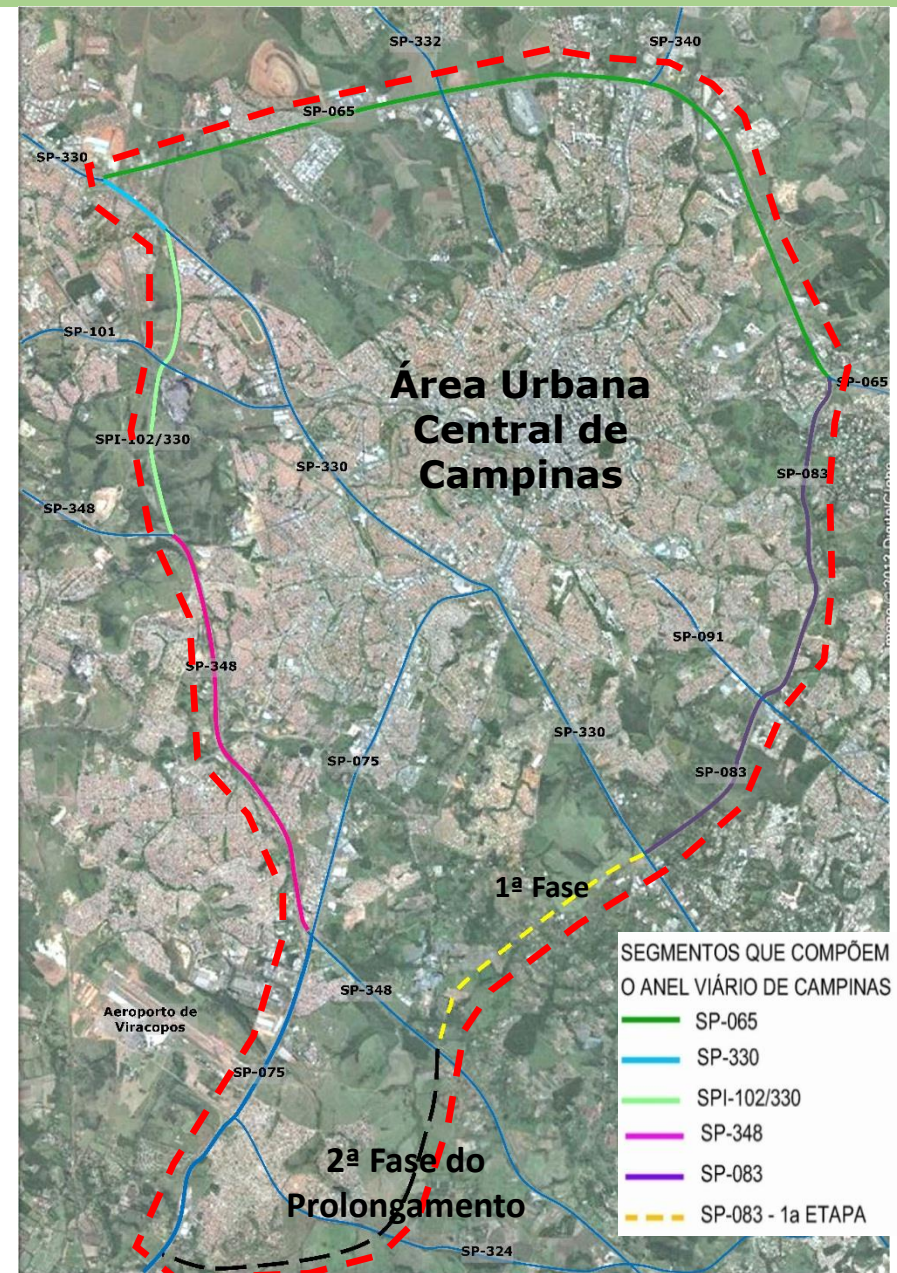 SP-332
SP-340
SP-065
SP-330
SP-101
Área Urbana
Central de
Campinas
SP-065
SPI-102/330
SP-330
SP-083
SP-348
SP-091
SP-348
SP-330
SP-075
SP-083
1ª Fase
SP-348
Aeroporto de
Viracopos
SP-075
2ª Fase do
Prolongamento
SP-324
SEGMENTOS QUE COMPÕEM
O ANEL VIÁRIO DE CAMPINAS
SP-065
SP-330
SPI-102/330
SP-348
SP-083
SP-083 - 1a ETAPA